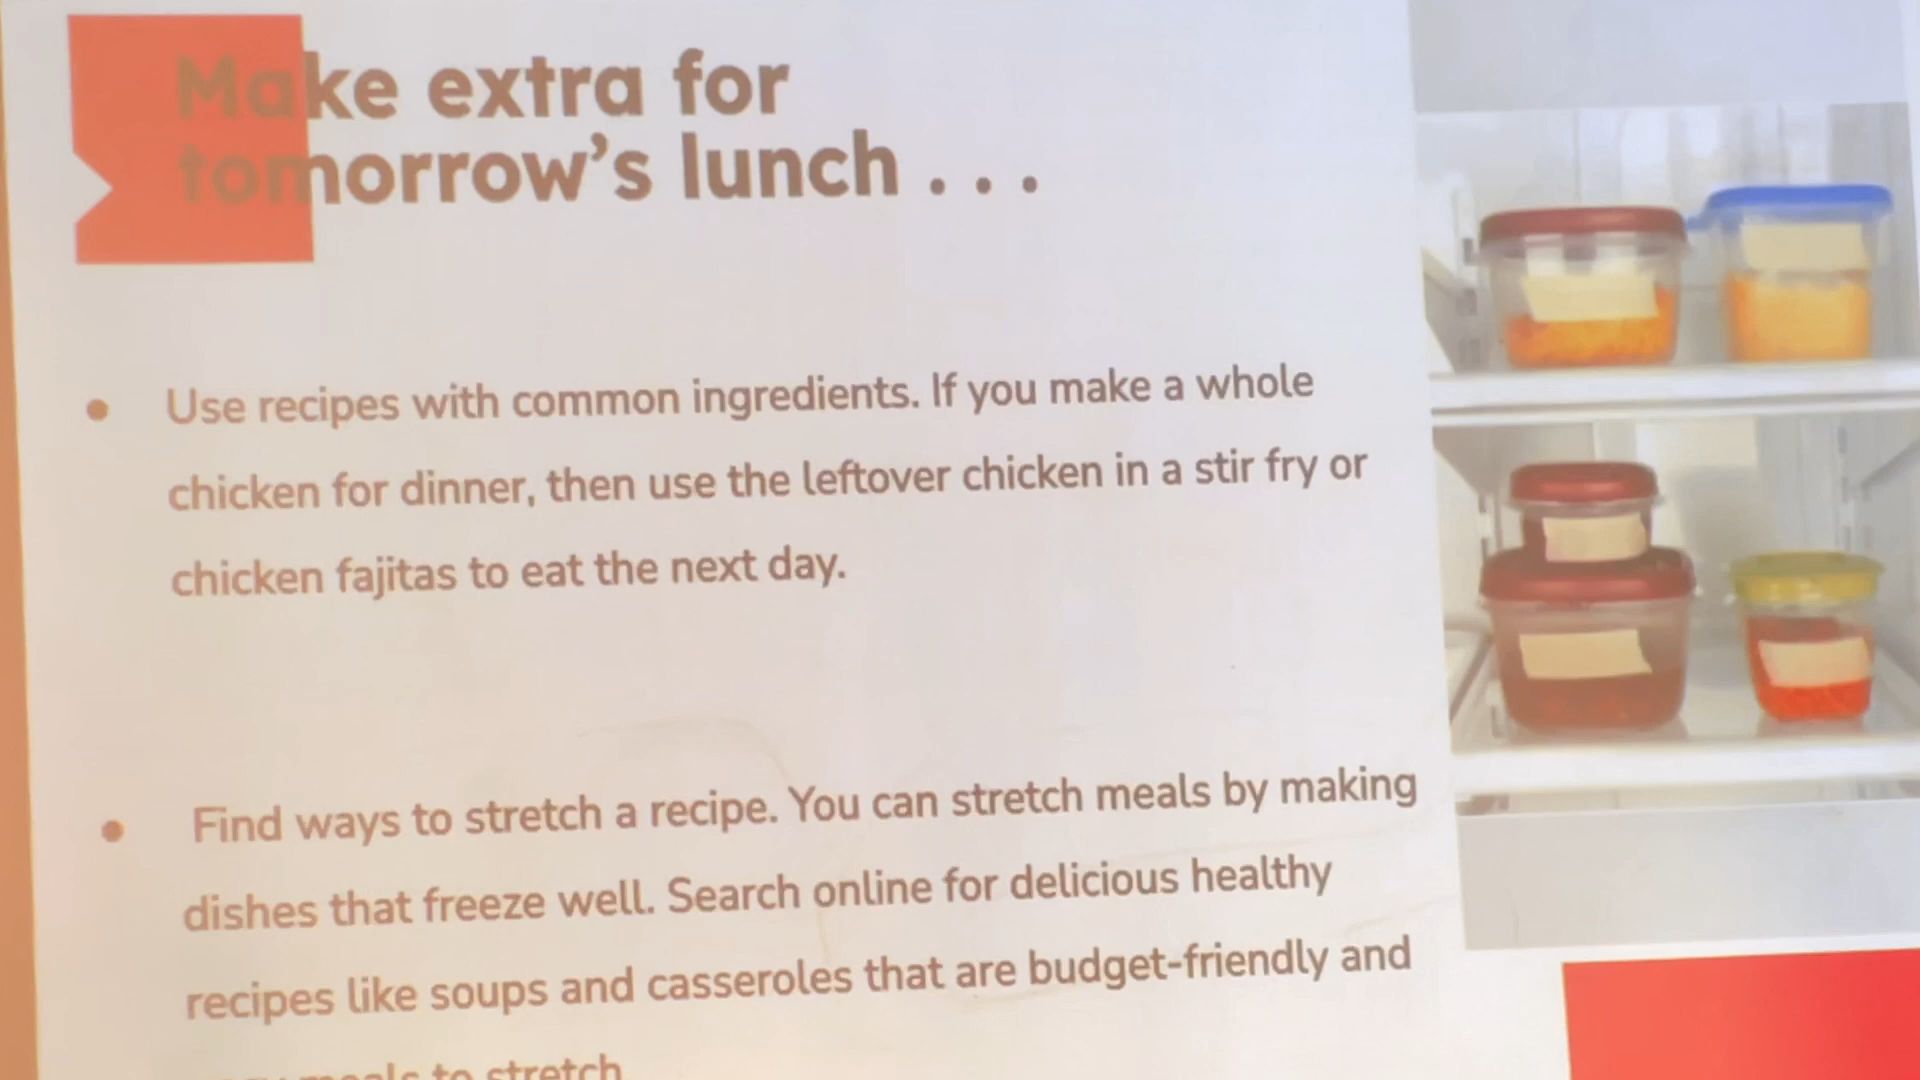 Make extra for
tomorrow's lunch . . .
• Use recipes with common ingredients. If you make a whole
chicken for dinner, then use the leftover chicken in a stir fry or
chicken fajitas to eat the next day.
• Find ways to stretch a recipe. You can stretch meals by making
dishes that freeze well. Search online for delicious healthy
recipes like soups and casseroles that are budget-friendly and
meals to stretch